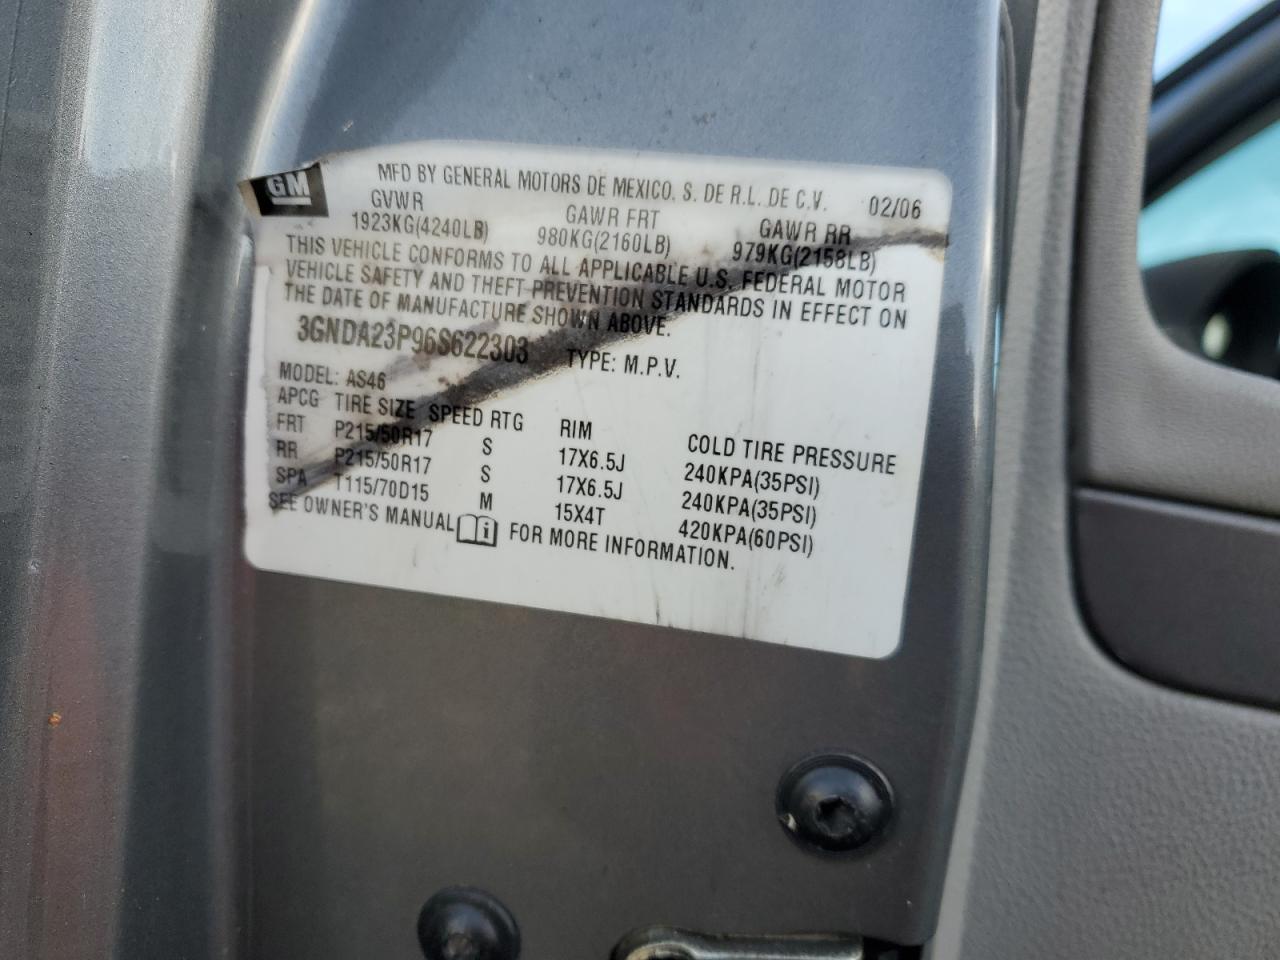 GM
MFD BY GENERAL MOTORS DE MEXICO, S. DE R.L. DE C.V. 02/06
GVWR GAWR FRT GAWR RR
1923KG(4240LB) 980KG(2160LB) 979KG(2158LB)
THIS VEHICLE CONFORMS TO ALL APPLICABLE U.S. FEDERAL MOTOR
VEHICLE SAFETY AND THEFT PREVENTION STANDARDS IN EFFECT ON
THE DATE OF MANUFACTURE SHOWN ABOVE.
3GNDA23P96S622303 TYPE: M.P.V.
MODEL: AS46
APCG TIRE SIZE SPEED RTG RIM COLD TIRE PRESSURE
FRT P215/50R17 S 17X6.5J 240KPA(35PSI)
RR P215/50R17 S 17X6.5J 240KPA(35PSI)
SPA T115/70D15 M 15X4T 420KPA(60PSI)
SEE OWNER'S MANUAL i FOR MORE INFORMATION.